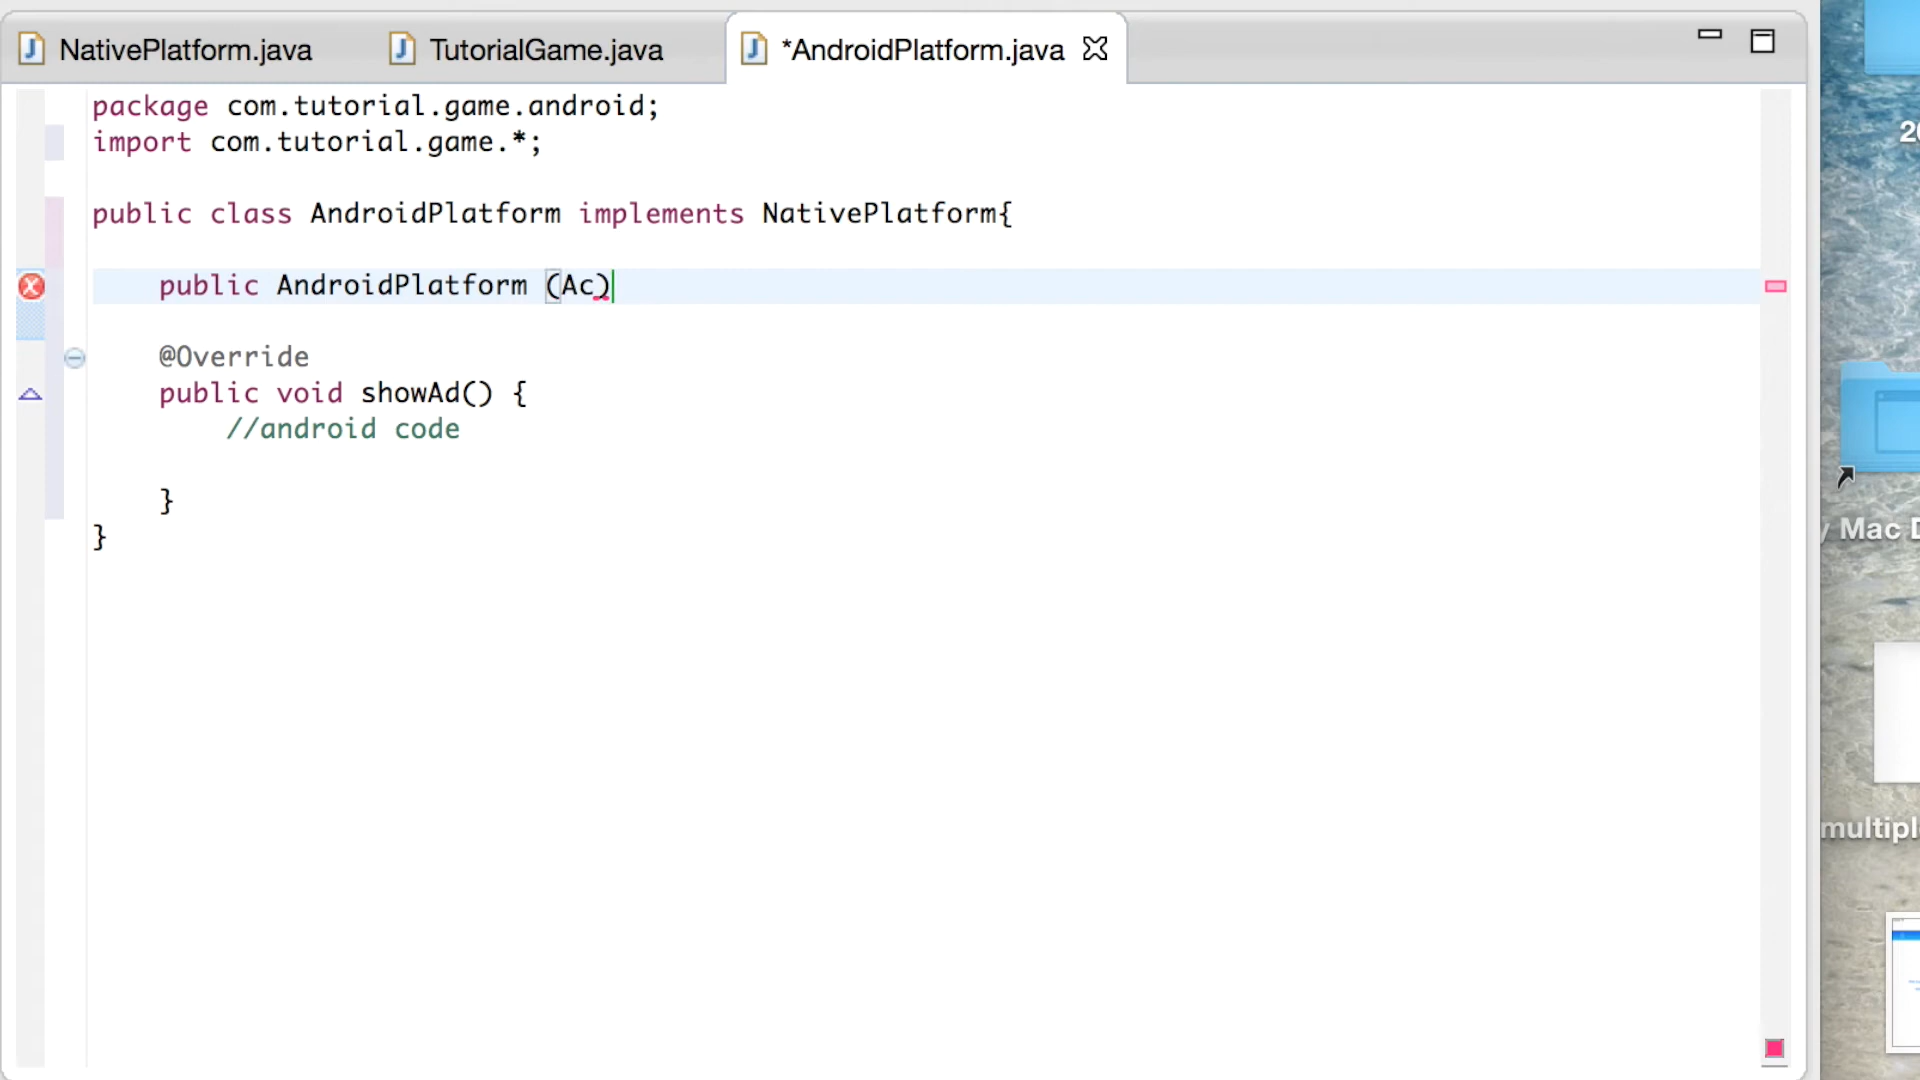 NativePlatform.java
TutorialGame.java
*AndroidPlatform.java
package com.tutorial.game.android;
import com.tutorial.game.*;
public class AndroidPlatform implements NativePlatform{
public AndroidPlatform (Ac)
@Override
public void showAd() {
//android code
}
}
Mac
multipl